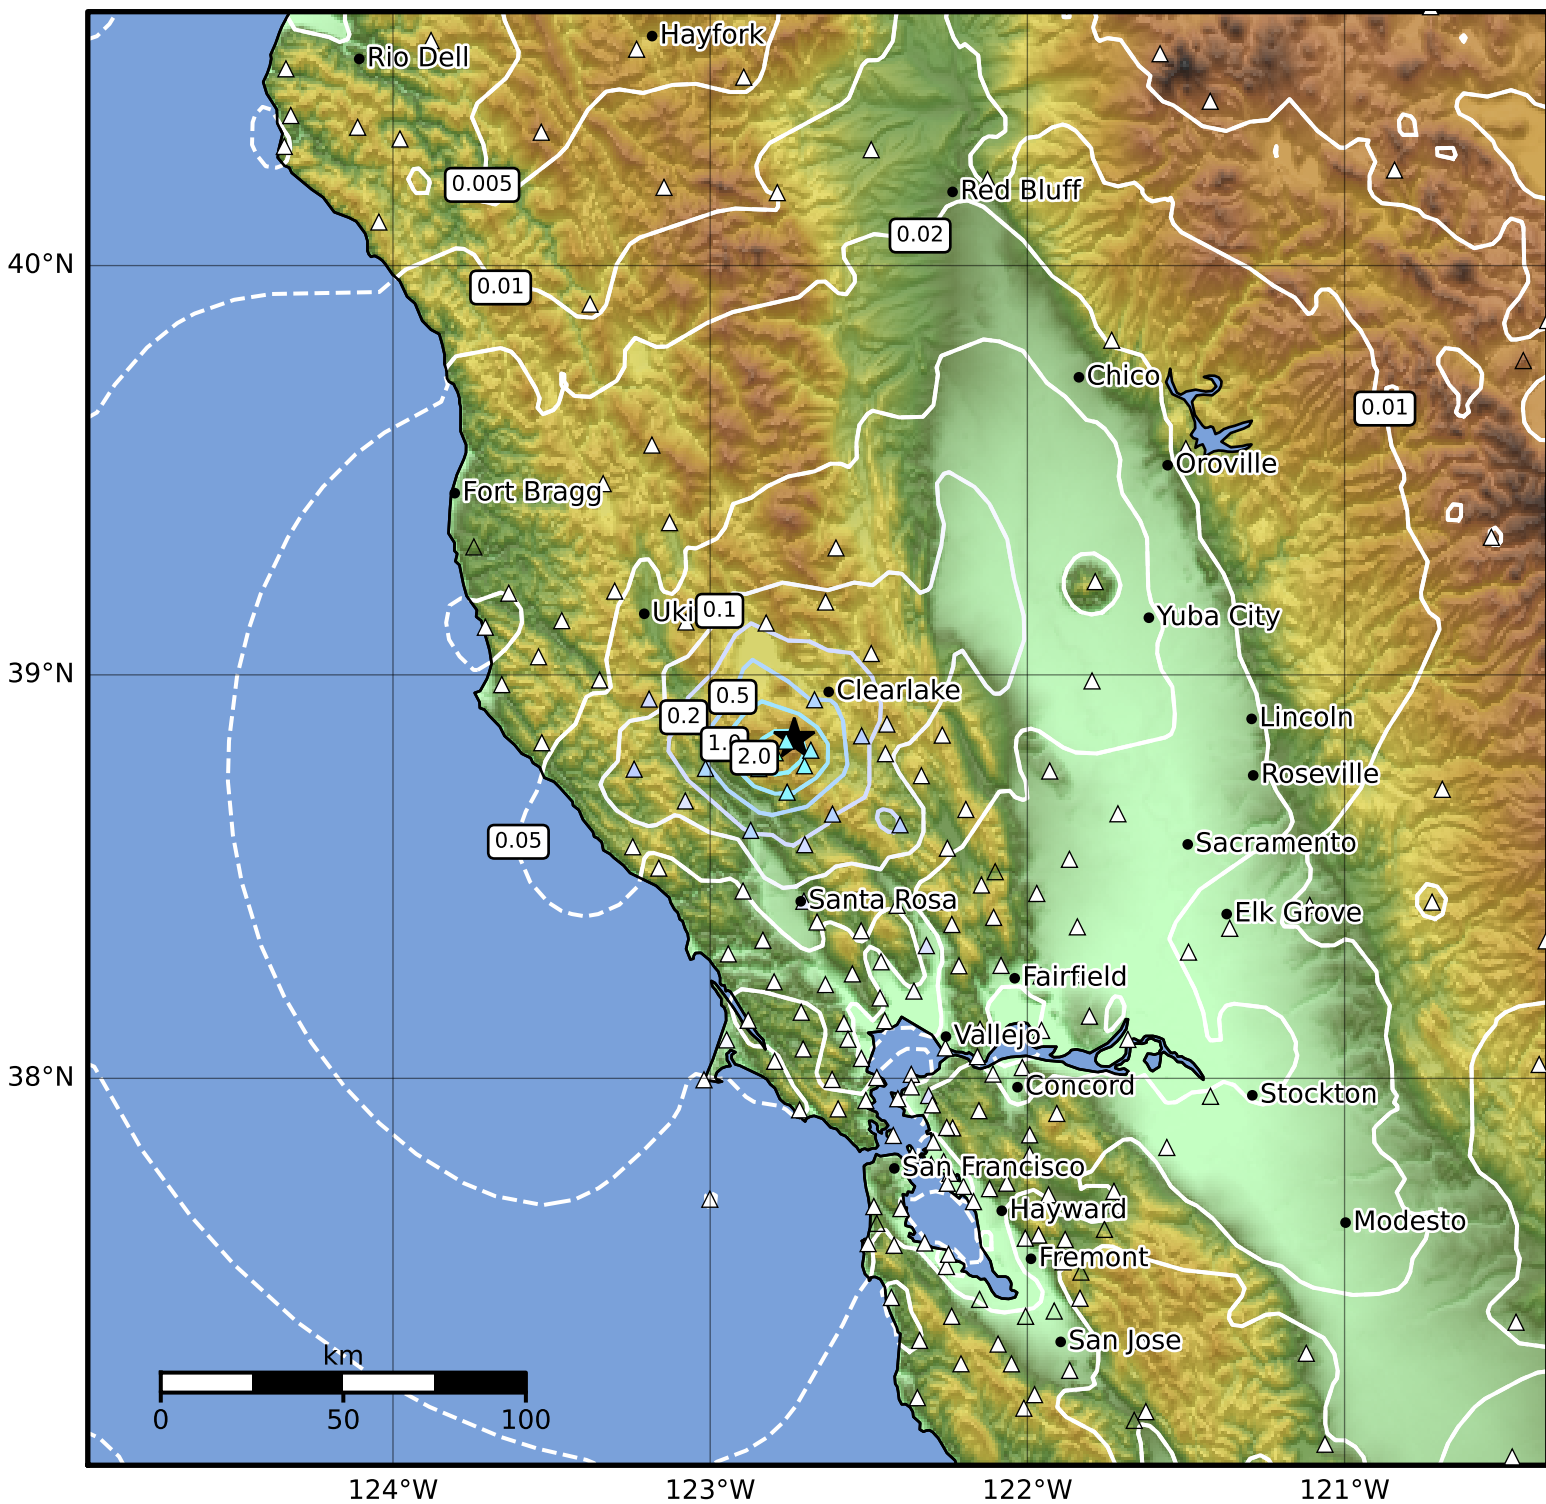 Hayfork
Rio Dell
0.005
Red Bluff
0.02
40°N
0.01
Chico
0.01
Oroville
Fort Bragg
Uki
0.1
Yuba City
39°N
Clearlake
0.5
0.2
Lincoln
1.0
2.0
Roseville
0.05
Sacramento
Santa Rosa
Elk Grove
Fairfield
Vallejo
38°N
Concord
Stockton
San Francisco
Hayward
Modesto
Fremont
San Jose
km
0 50 100
124°W 123°W 122°W 121°W